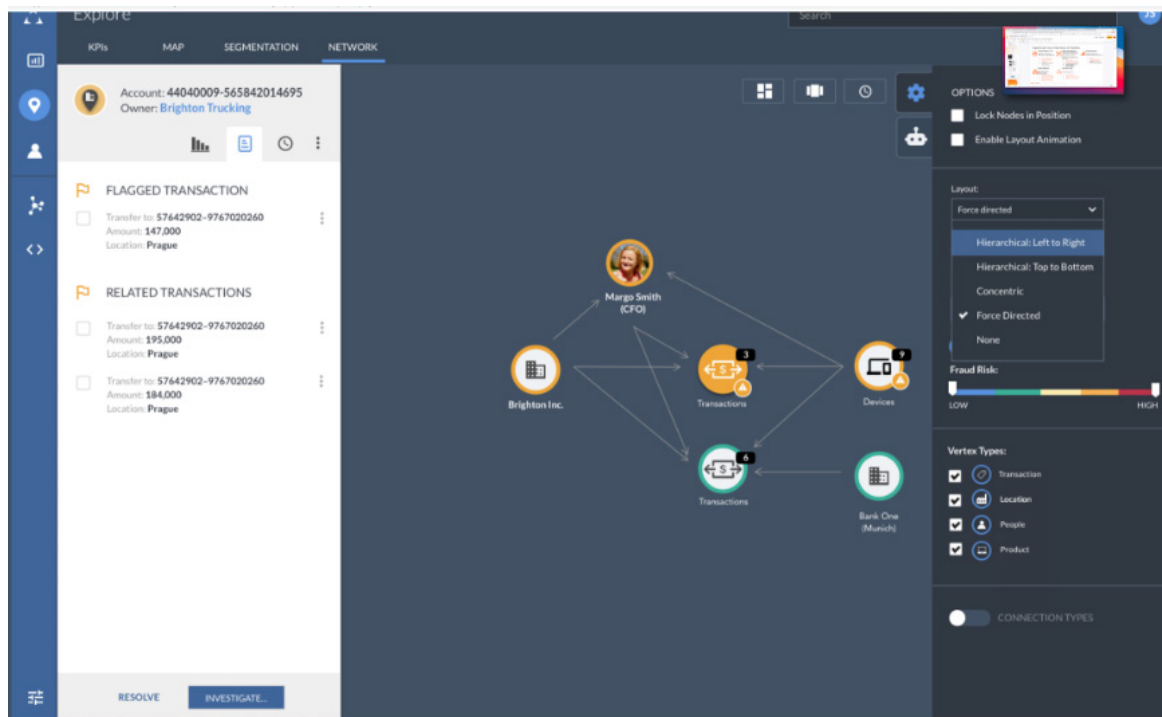 Explore
Search
JS
KPIs MAP SEGMENTATION NETWORK
Account: 44040009-565842014695
Owner: Brighton Trucking
FLAGGED TRANSACTION
Transfer to: 57642902-9767020260
Amount: 147,000
Location: Prague
RELATED TRANSACTIONS
Transfer to: 57642902-9767020260
Amount: 195,000
Location: Prague
Transfer to: 57642902-9767020260
Amount: 184,000
Location: Prague
RESOLVE INVESTIGATE...
Margo Smith
(CFO)
Brighton Inc.
3
Transactions
9
Devices
6
Transactions
Bank One
(Munich)
OPTIONS
Lock Nodes in Position
Enable Layout Animation
Layout:
Force directed
Hierarchical: Left to Right
Hierarchical: Top to Bottom
Concentric
Force Directed
None
Fraud Risk:
LOW HIGH
Vertex Types:
Transaction
Location
People
Product
CONNECTION TYPES